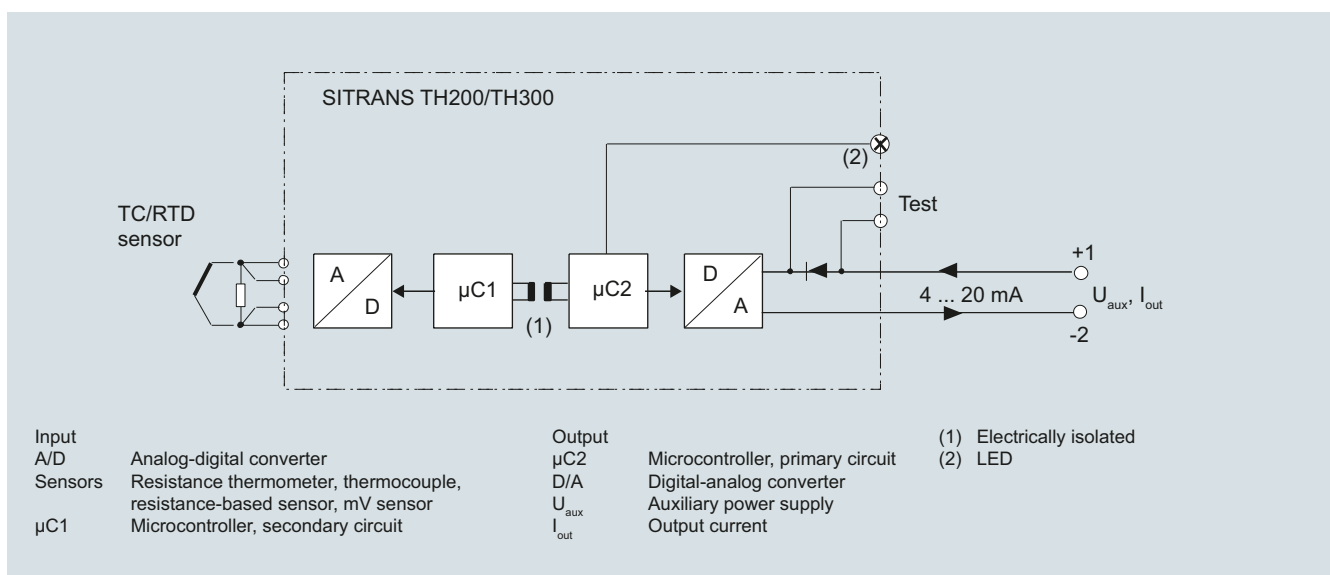 SITRANS TH200/TH300
(2)
Test
TC/RTD
sensor
A
D
µC1
(1)
µC2
D
A
+1
4 ... 20 mA
Uaux, Iout
-2
Input
A/D Analog-digital converter
Sensors Resistance thermometer, thermocouple,
resistance-based sensor, mV sensor
µC1 Microcontroller, secondary circuit
Output
µC2 Microcontroller, primary circuit
D/A Digital-analog converter
Uaux Auxiliary power supply
Iout Output current
(1) Electrically isolated
(2) LED